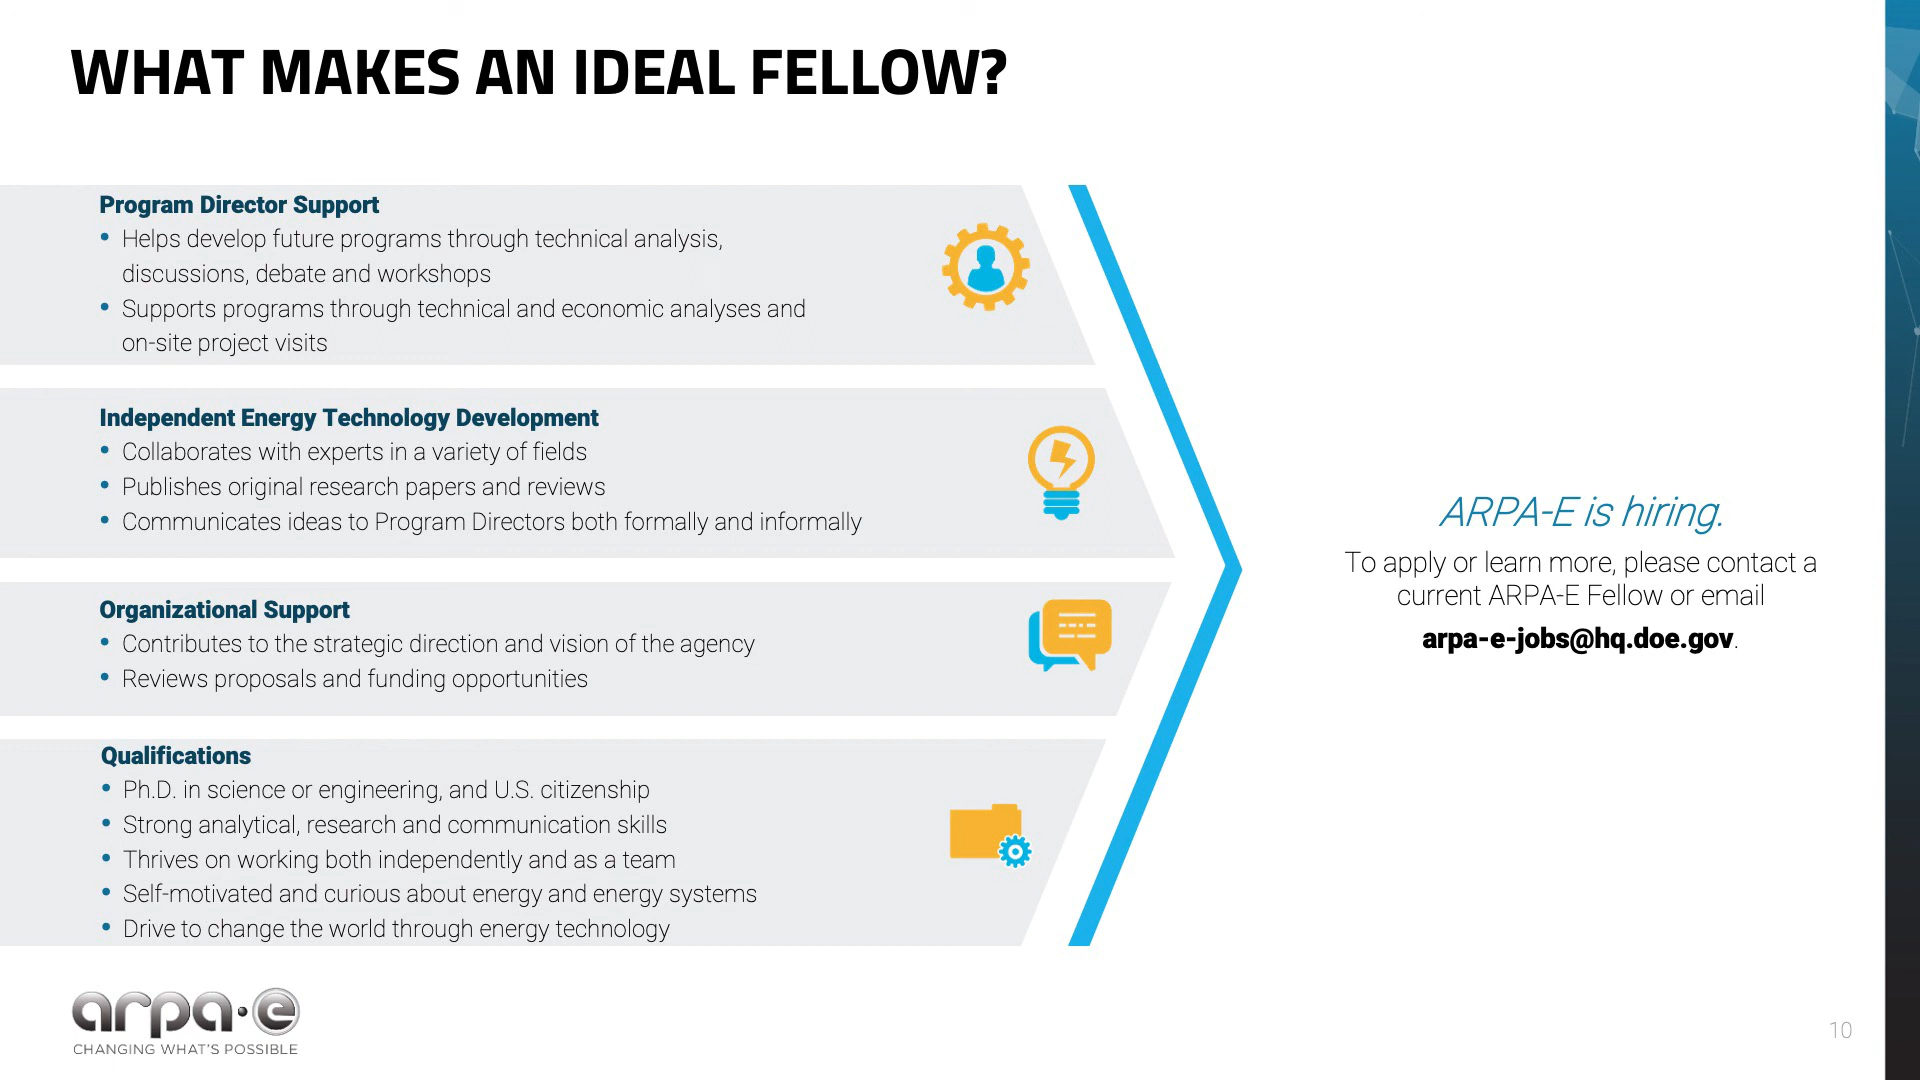 WHAT MAKES AN IDEAL FELLOW?
Program Director Support
• Helps develop future programs through technical analysis,
discussions, debate and workshops
• Supports programs through technical and economic analyses and
on-site project visits
Independent Energy Technology Development
• Collaborates with experts in a variety of fields
• Publishes original research papers and reviews
• Communicates ideas to Program Directors both formally and informally
Organizational Support
• Contributes to the strategic direction and vision of the agency
• Reviews proposals and funding opportunities
Qualifications
• Ph.D. in science or engineering, and U.S. citizenship
• Strong analytical, research and communication skills
• Thrives on working both independently and as a team
• Self-motivated and curious about energy and energy systems
• Drive to change the world through energy technology
ARPA-E is hiring.
To apply or learn more, please contact a
current ARPA-E Fellow or email
arpa-e-jobs@hq.doe.gov.
arpa·e
CHANGING WHAT'S POSSIBLE
10